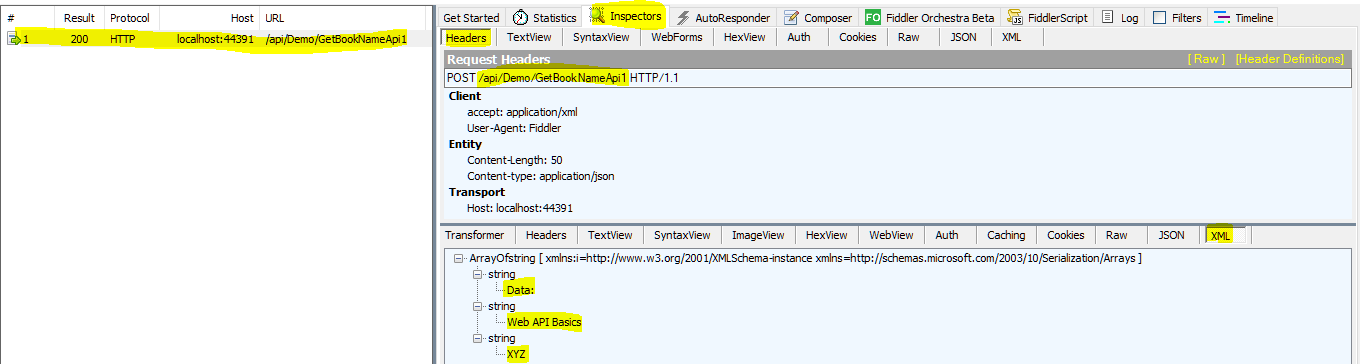 # Result Protocol Host URL
1 200 HTTP localhost:44391 /api/Demo/GetBookNameApi1
Get Started Statistics Inspectors AutoResponder Composer FO Fiddler Orchestra Beta JS FiddlerScript Log Filters Timeline
Headers TextView SyntaxView WebForms HexView Auth Cookies Raw JSON XML
Request Headers [ Raw ] [Header Definitions]
POST /api/Demo/GetBookNameApi1 HTTP/1.1
Client
accept: application/xml
User-Agent: Fiddler
Entity
Content-Length: 50
Content-type: application/json
Transport
Host: localhost:44391
Transformer Headers TextView SyntaxView ImageView HexView WebView Auth Caching Cookies Raw JSON XML
ArrayOfstring [ xmlns:i=http://www.w3.org/2001/XMLSchema-instance xmlns=http://schemas.microsoft.com/2003/10/Serialization/Arrays ]
string
Data:
string
Web API Basics
string
XYZ